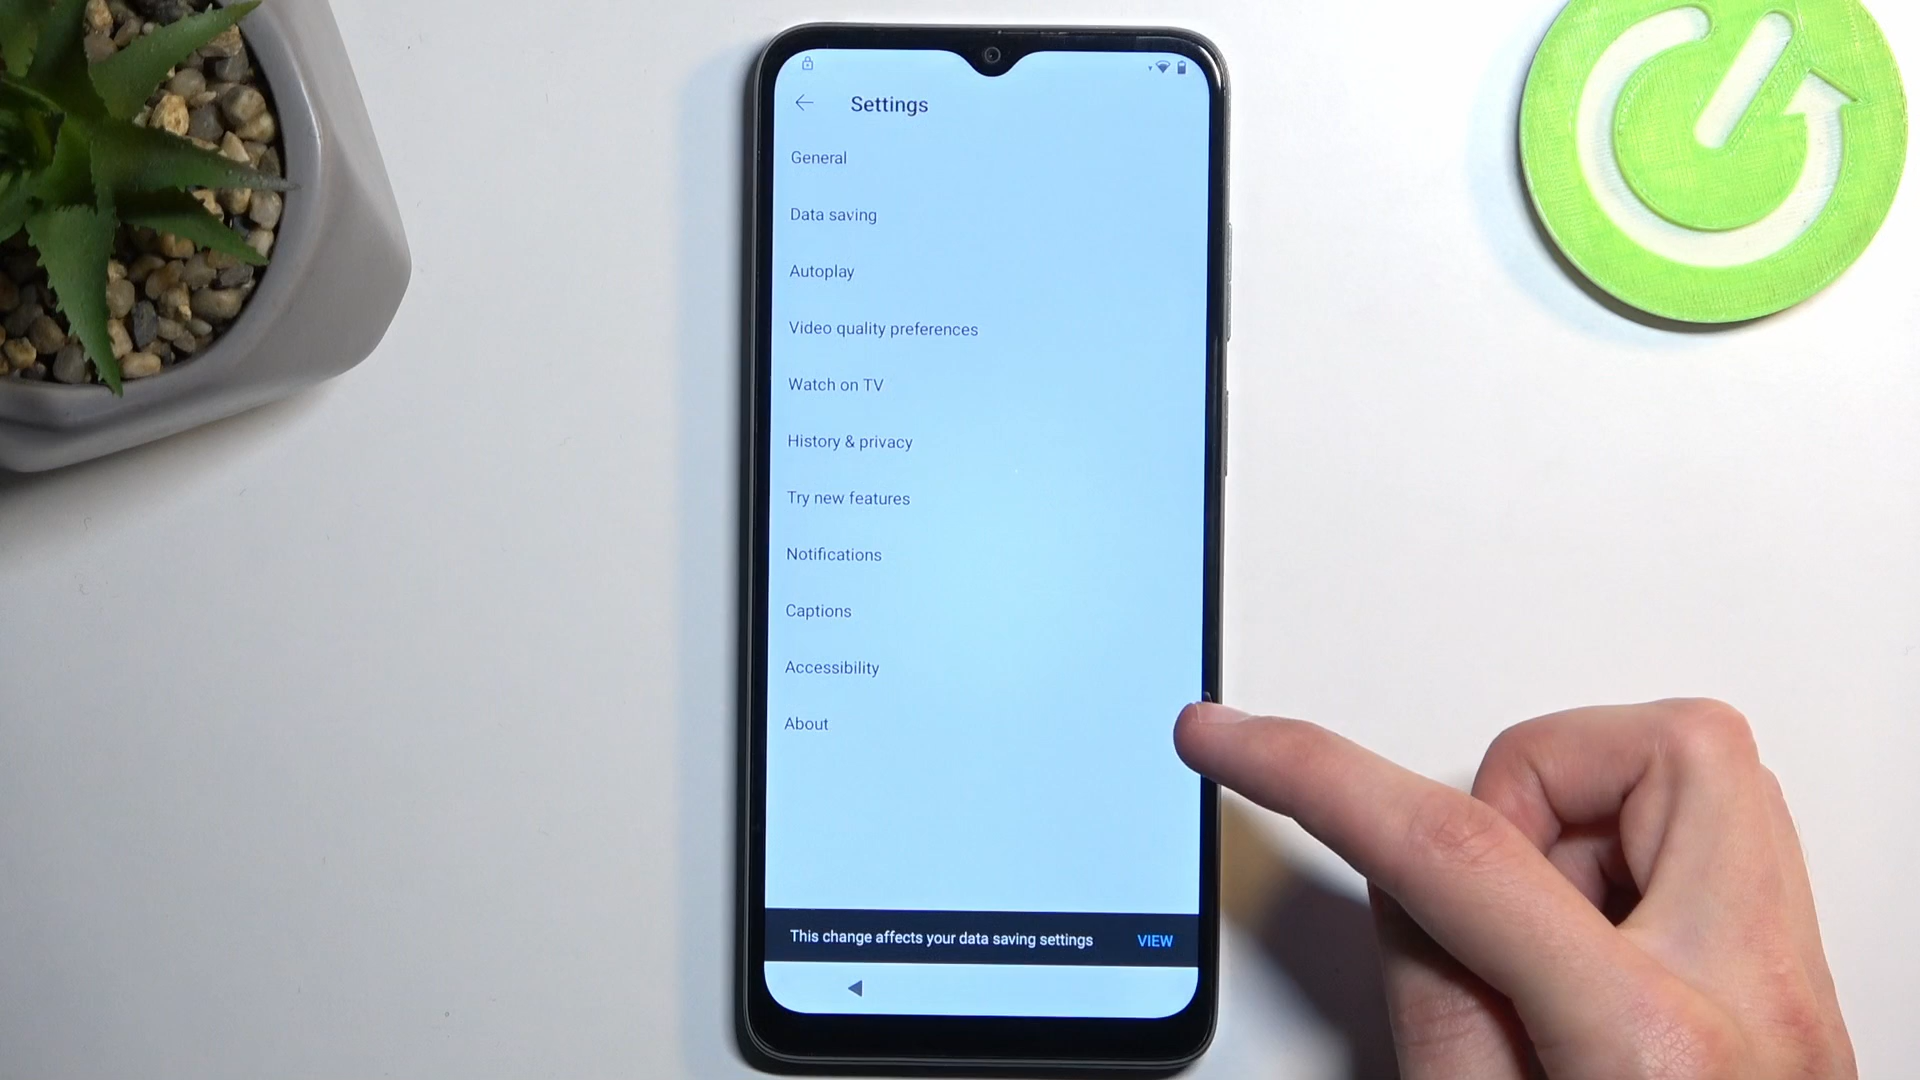 Settings
General
Data saving
Autoplay
Video quality preferences
Watch on TV
History & privacy
Try new features
Notifications
Captions
Accessibility
About
This change affects your data saving settings VIEW